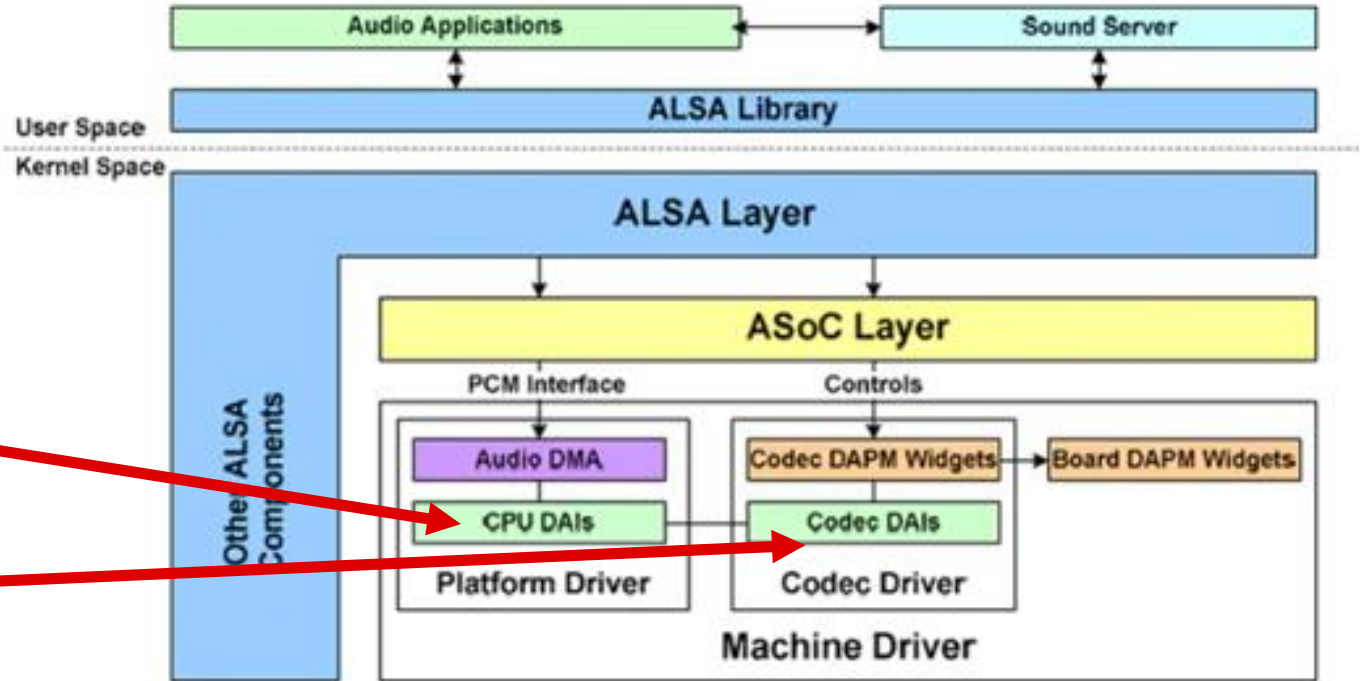 Audio Applications
Sound Server
ALSA Library
User Space
Kernel Space
ALSA Layer
ASoC Layer
PCM Interface
Controls
Other ALSA
Components
Audio DMA
Codec DAPM Widgets
Board DAPM Widgets
CPU DAIs
Codec DAIs
Platform Driver
Codec Driver
Machine Driver